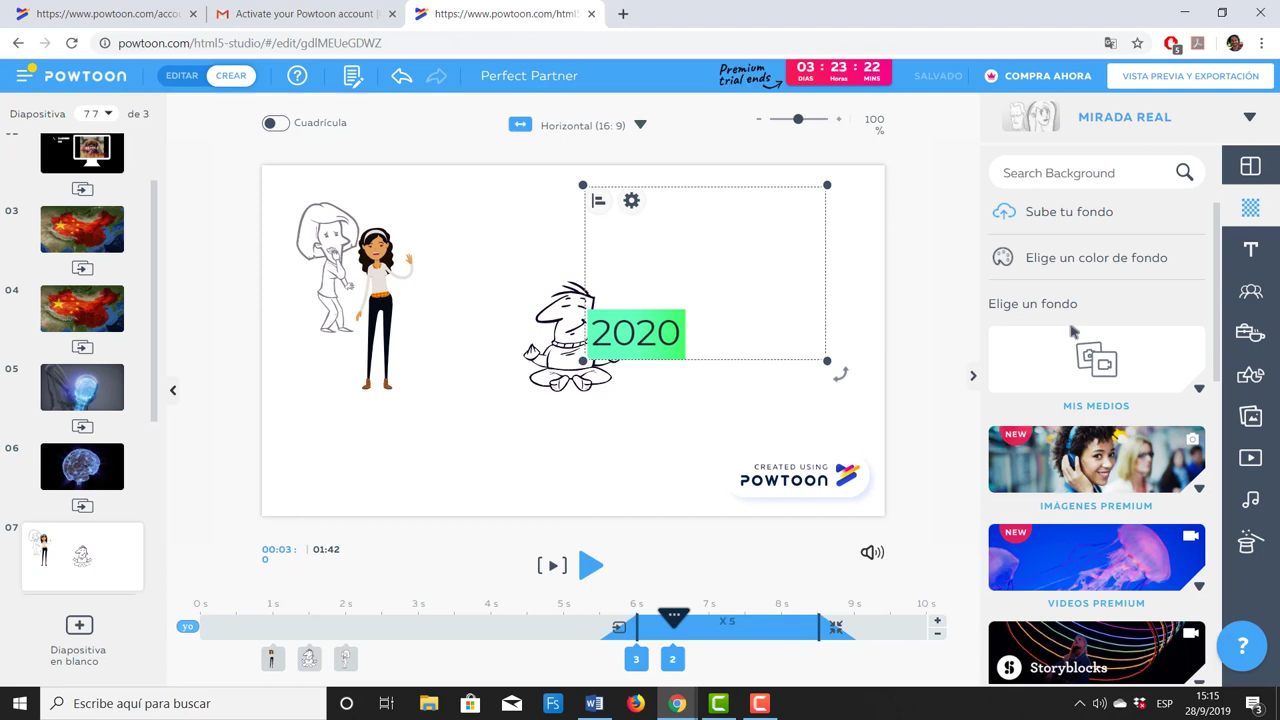 https://www.powtoon.com/accou
Activate your Powtoon account |
https://www.powtoon.com/html5
powtoon.com/html5-studio/#/edit/gdlMEUeGDWZ
5
POWTOON
EDITAR
CREAR
Perfect Partner
Premium
trial ends
03 : 23 : 22
DIAS Horas MINS
SALVADO
COMPRA AHORA
VISTA PREVIA Y EXPORTACIÓN
Diapositiva 7 7 de 3
Cuadrícula
Horizontal (16: 9)
100
%
MIRADA REAL
Search Background
Sube tu fondo
Elige un color de fondo
Elige un fondo
MIS MEDIOS
NEW
IMÁGENES PREMIUM
NEW
VIDEOS PREMIUM
Storyblocks
03
04
05
06
07
Diapositiva
en blanco
2020
CREATED USING
POWTOON
00:03 :
0
01:42
0 s 1 s 2 s 3 s 4 s 5 s 6 s 7 s 8 s 9 s 10 s
yo
X 5
3
2
?
Escribe aquí para buscar
Fs
ESP
15:15
28/9/2019
3